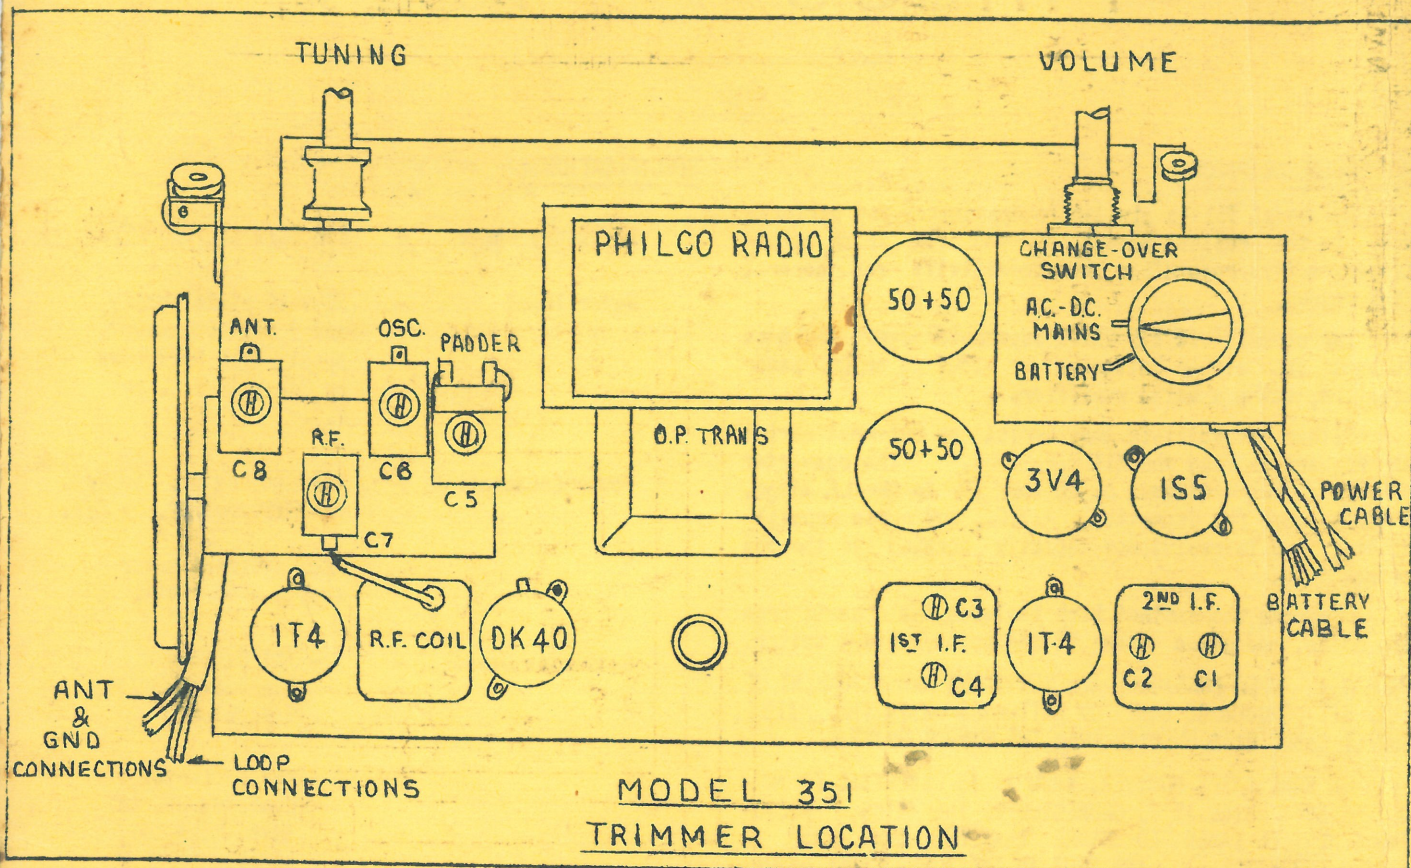 TUNING
VOLUME
PHILCO RADIO
CHANGE-OVER
SWITCH
A.C.-D.C.
MAINS
BATTERY
50+50
ANT.
OSC.
PADDER
R.F.
O.P. TRANS
50+50
C8
C6
C5
C7
3V4
1S5
POWER
CABLE
1T4
R.F. COIL
DK40
C3
1ST I.F.
C4
1T4
2ND I.F.
C2
C1
BATTERY
CABLE
ANT
&
GND
CONNECTIONS
LOOP
CONNECTIONS
MODEL 351
TRIMMER LOCATION